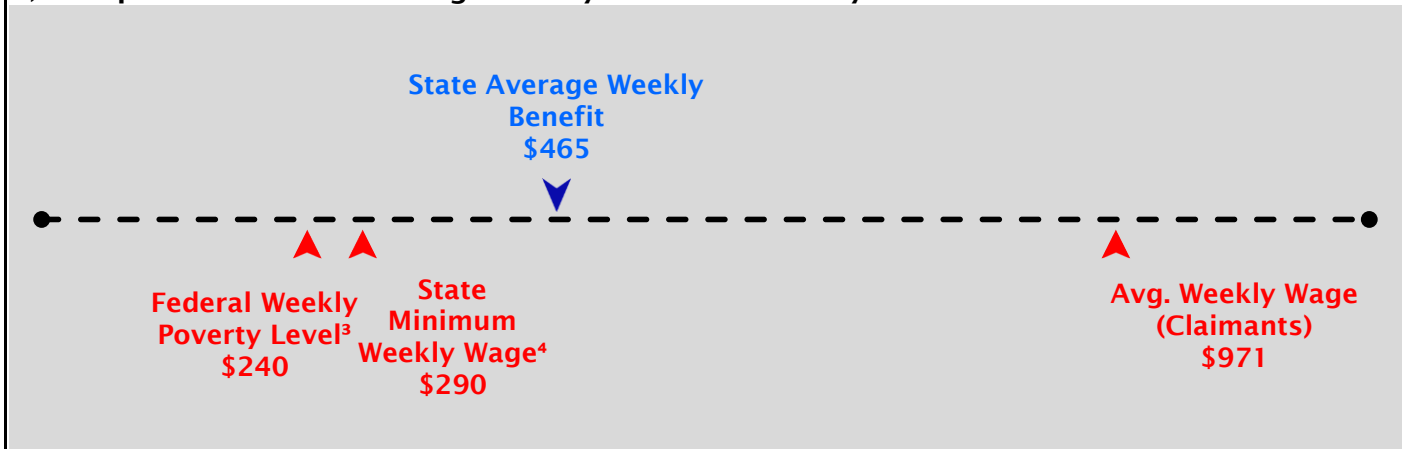 State Average Weekly
Benefit
$465
Federal Weekly
Poverty Level³
$240
State
Minimum
Weekly Wage⁴
$290
Avg. Weekly Wage
(Claimants)
$971